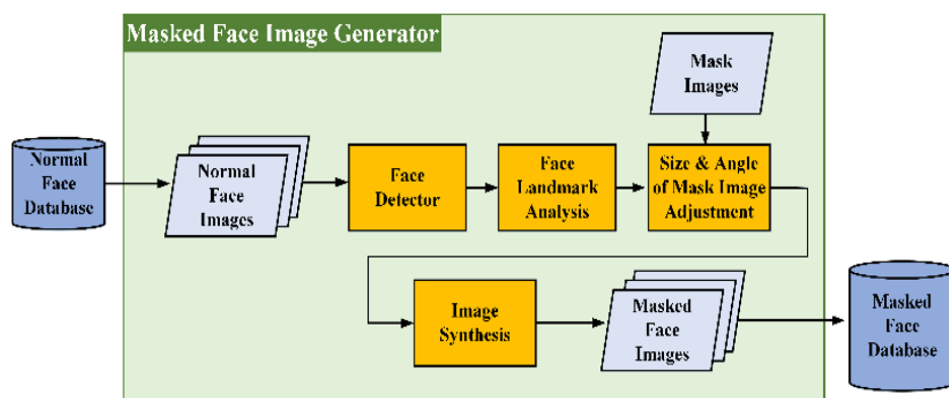 Masked Face Image Generator
Mask
Images
Normal
Face
Database
Normal
Face
Images
Face
Detector
Face
Landmark
Analysis
Size & Angle
of Mask Image
Adjustment
Image
Synthesis
Masked
Face
Images
Masked
Face
Database